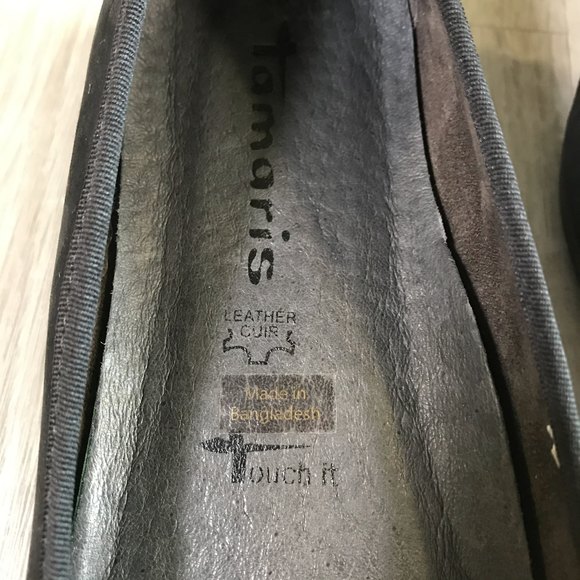 Tamaris
LEATHER
CUIR
Made in
Bangladesh
Touch it